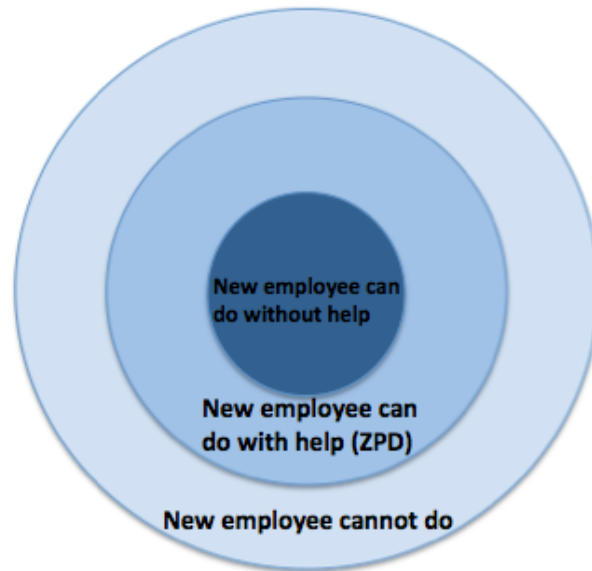 New employee can
do without help
New employee can
do with help (ZPD)
New employee cannot do